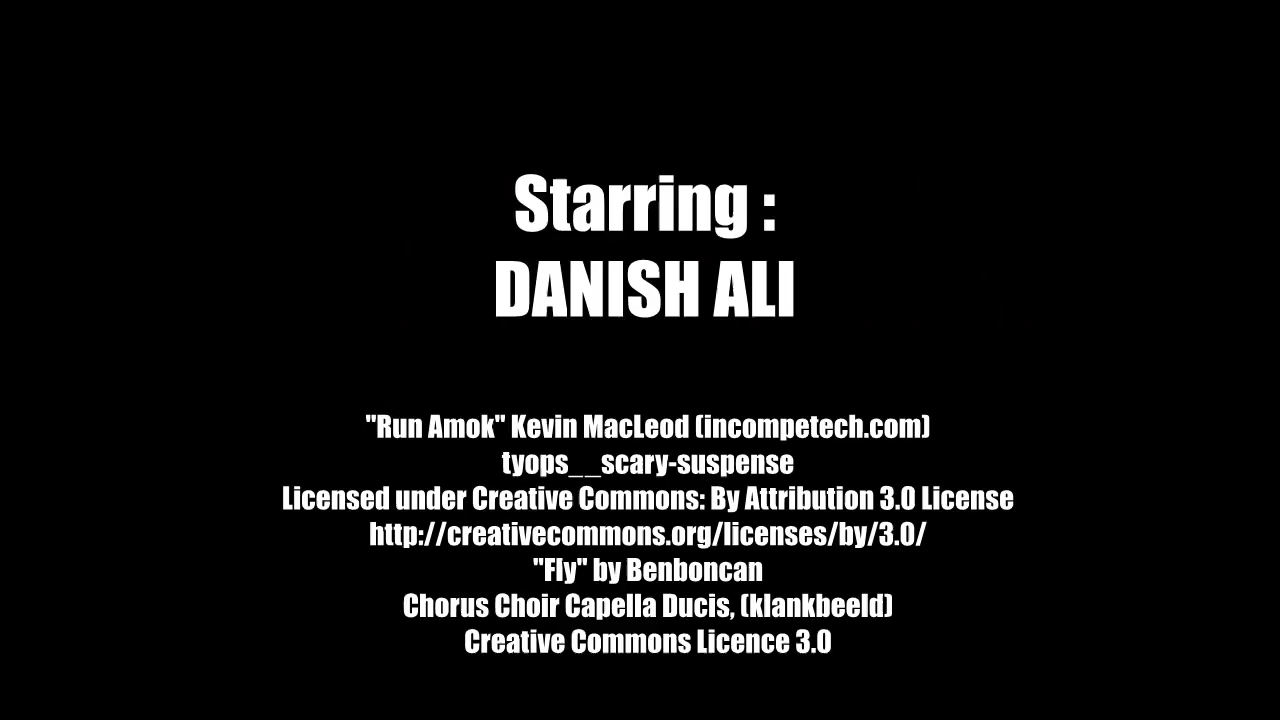 Starring :
DANISH ALI
"Run Amok" Kevin MacLeod (incompetech.com)
tyops__scary-suspense
Licensed under Creative Commons: By Attribution 3.0 License
http://creativecommons.org/licenses/by/3.0/
"Fly" by Benboncan
Chorus Choir Capella Ducis, (klankbeeld)
Creative Commons Licence 3.0